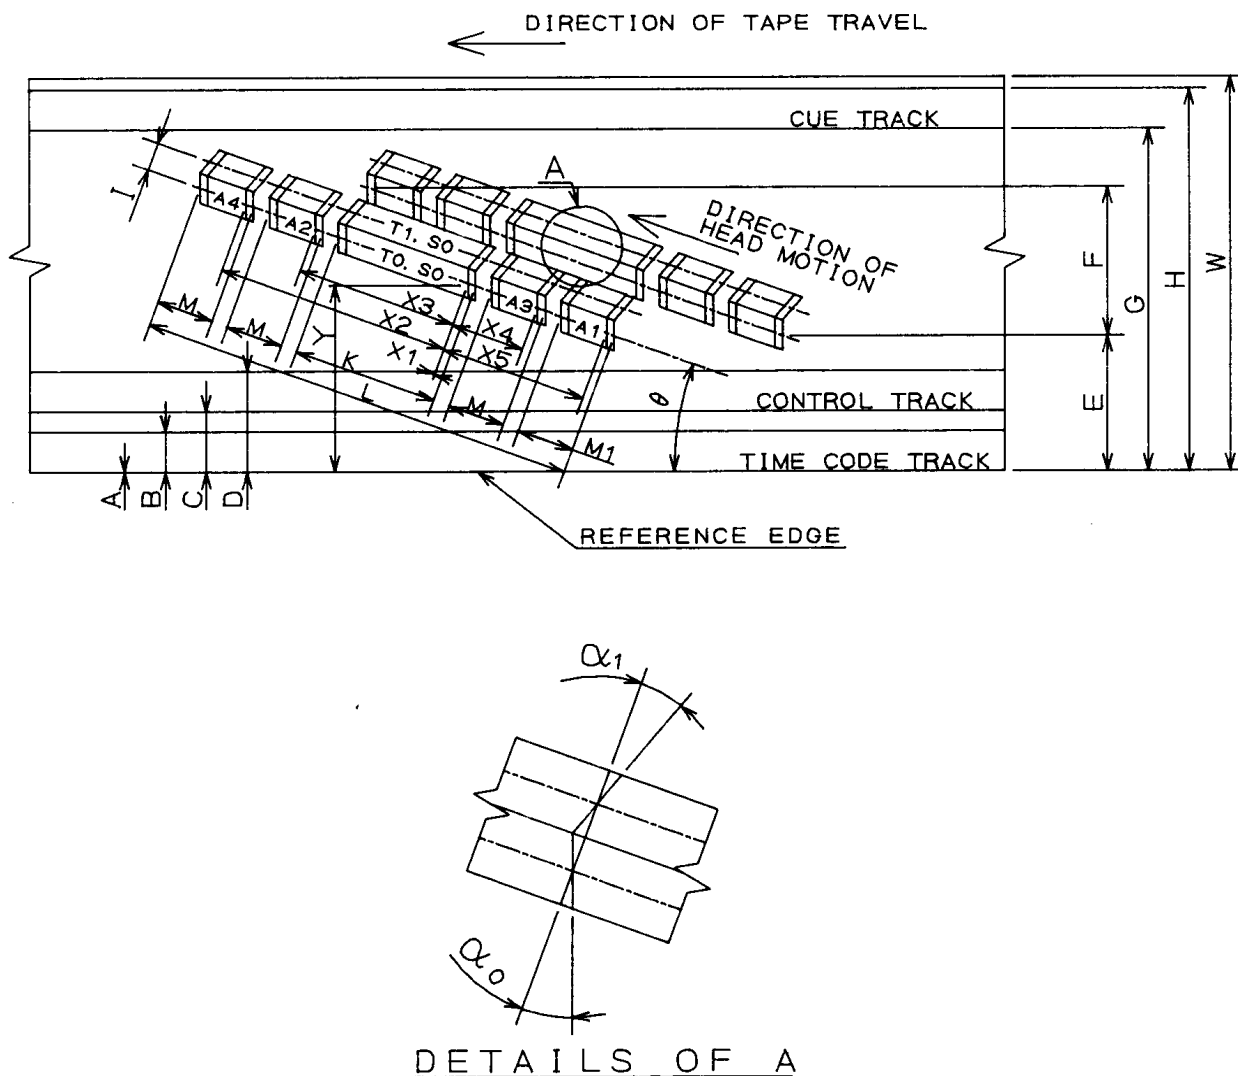 DIRECTION OF TAPE TRAVEL
CUE TRACK
A
I
A4
A2
T1. S0
T0. S0
A3
A1
DIRECTION OF
HEAD MOTION
F
G
H
W
M
M
X3
X2
X1
X4
X5
Y
K
L
M
M1
θ
E
CONTROL TRACK
TIME CODE TRACK
A
B
C
D
REFERENCE EDGE
α1
α0
DETAILS OF A